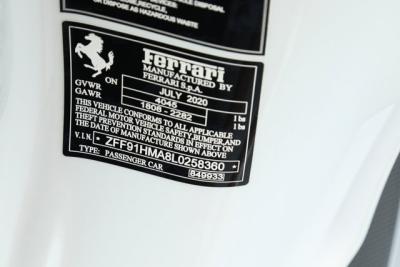 VEHICLE DISPOSAL
OR DISPOSE AS HAZARDOUS WASTE
Ferrari
MANUFACTURED BY
FERRARI S.p.A.
ON JULY 2020
GVWR 4045 lbs
GAWR 1808-2282 lbs
THIS VEHICLE CONFORMS TO ALL APPLICABLE
FEDERAL MOTOR VEHICLE SAFETY, BUMPER, AND
THEFT PREVENTION STANDARDS IN EFFECT ON
THE DATE OF MANUFACTURE SHOWN ABOVE
V.I.N. * ZFF91HMA8L0258360 *
TYPE: PASSENGER CAR 849933